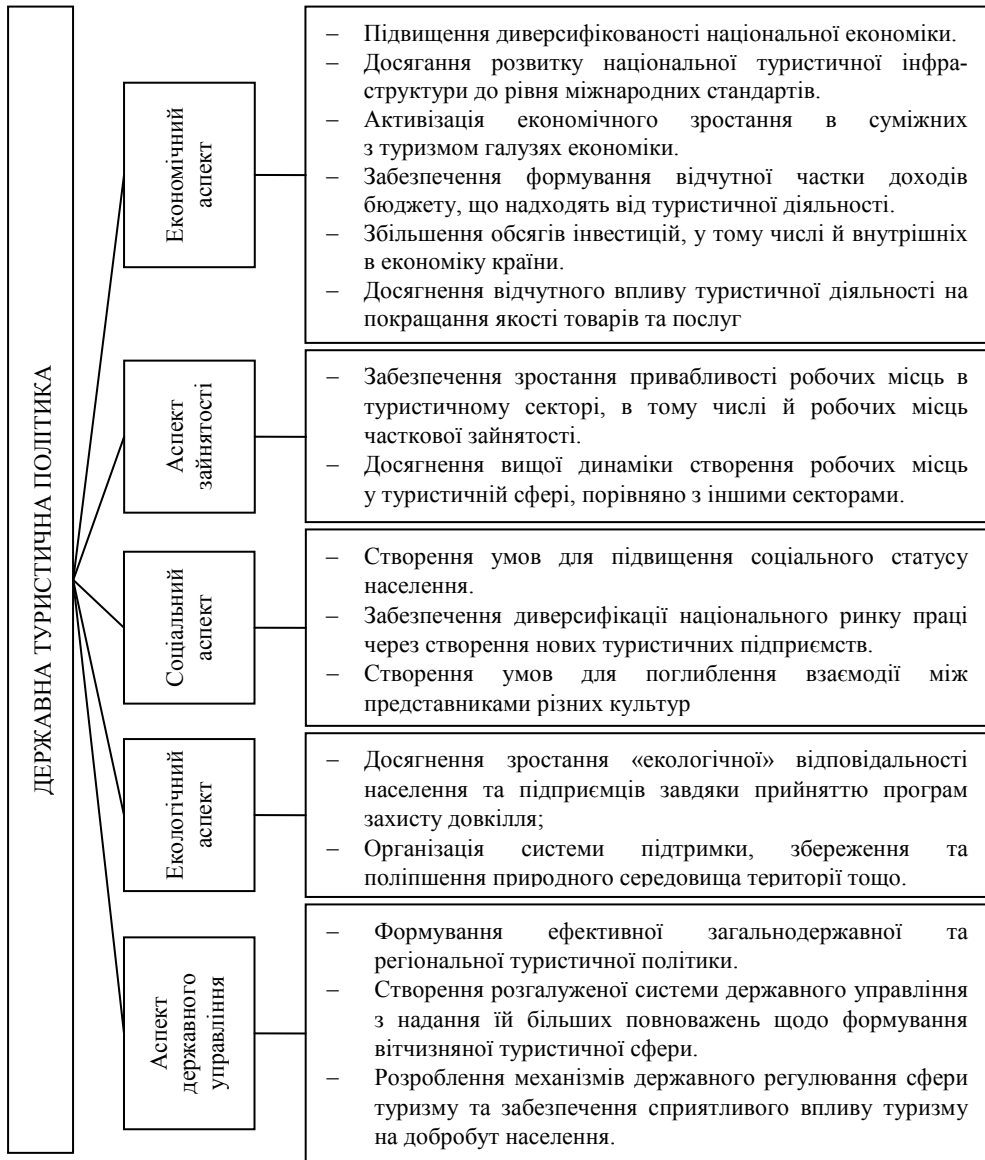 ДЕРЖАВНА ТУРИСТИЧНА ПОЛІТИКА
Економічний
аспект
– Підвищення диверсифікованості національної економіки.
– Досягання розвитку національної туристичної інфра-
структури до рівня міжнародних стандартів.
– Активізація економічного зростання в суміжних
з туризмом галузях економіки.
– Забезпечення формування відчутної частки доходів
бюджету, що надходять від туристичної діяльності.
– Збільшення обсягів інвестицій, у тому числі й внутрішніх
в економіку країни.
– Досягнення відчутного впливу туристичної діяльності на
покращання якості товарів та послуг
Аспект
зайнятості
– Забезпечення зростання привабливості робочих місць в
туристичному секторі, в тому числі й робочих місць
часткової зайнятості.
– Досягнення вищої динаміки створення робочих місць
у туристичній сфері, порівняно з іншими секторами.
Соціальний
аспект
– Створення умов для підвищення соціального статусу
населення.
– Забезпечення диверсифікації національного ринку праці
через створення нових туристичних підприємств.
– Створення умов для поглиблення взаємодії між
представниками різних культур
Екологічний
аспект
– Досягнення зростання «екологічної» відповідальності
населення та підприємців завдяки прийняттю програм
захисту довкілля;
– Організація системи підтримки, збереження та
поліпшення природного середовища території тощо.
Аспект
державного
управління
– Формування ефективної загальнодержавної та
регіональної туристичної політики.
– Створення розгалуженої системи державного управління
з надання їй більших повноважень щодо формування
вітчизняної туристичної сфери.
– Розроблення механізмів державного регулювання сфери
туризму та забезпечення сприятливого впливу туризму
на добробут населення.